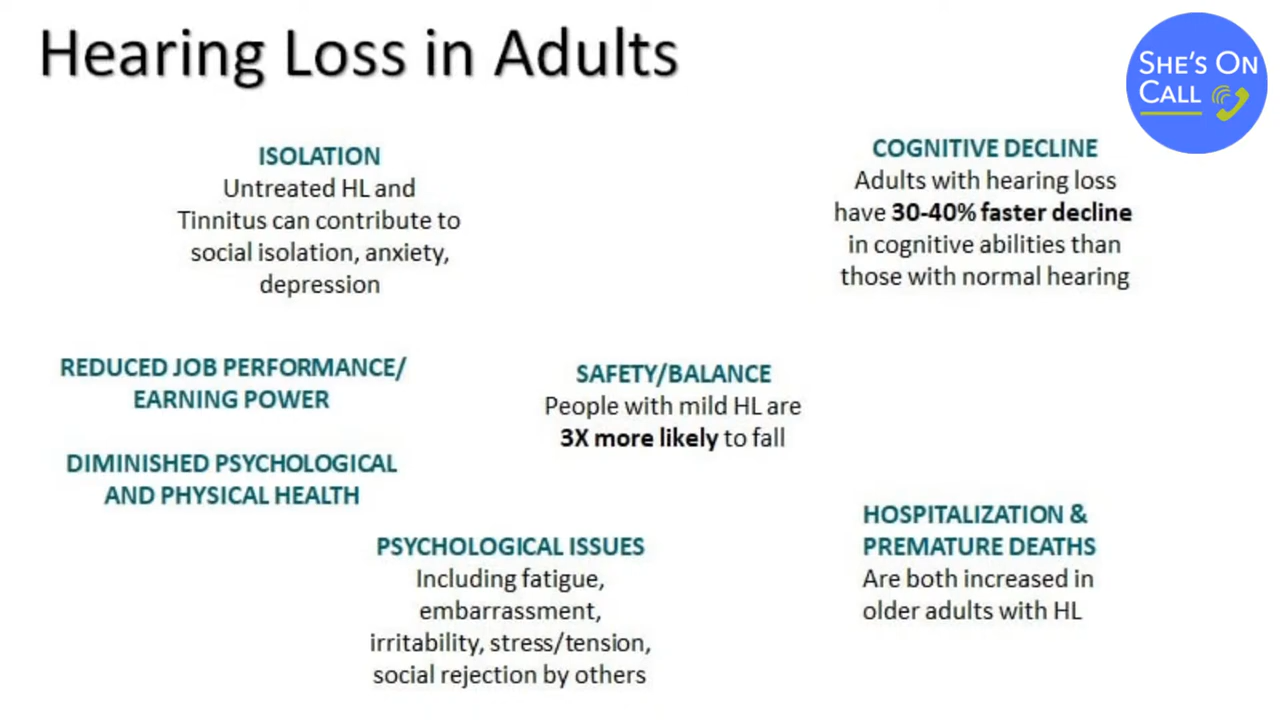 Hearing Loss in Adults
SHE'S ON
CALL
ISOLATION
Untreated HL and
Tinnitus can contribute to
social isolation, anxiety,
depression
COGNITIVE DECLINE
Adults with hearing loss
have 30-40% faster decline
in cognitive abilities than
those with normal hearing
REDUCED JOB PERFORMANCE/
EARNING POWER
SAFETY/BALANCE
People with mild HL are
3X more likely to fall
DIMINISHED PSYCHOLOGICAL
AND PHYSICAL HEALTH
PSYCHOLOGICAL ISSUES
Including fatigue,
embarrassment,
irritability, stress/tension,
social rejection by others
HOSPITALIZATION &
PREMATURE DEATHS
Are both increased in
older adults with HL